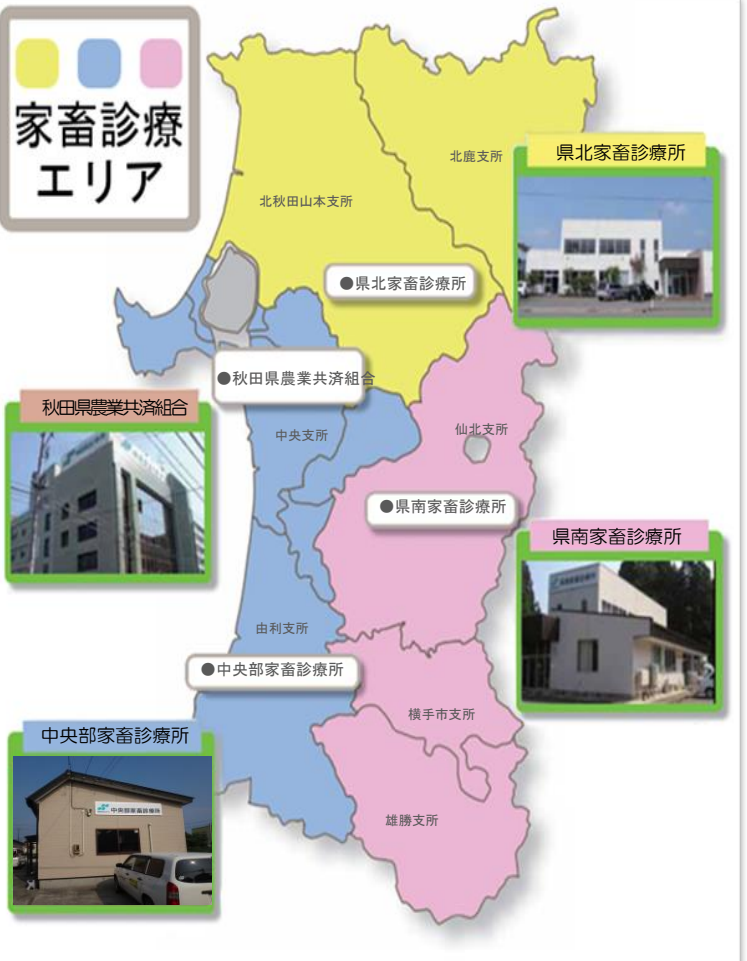 家畜診療
エリア
北鹿支所
県北家畜診療所
北秋田山本支所
●県北家畜診療所
●秋田県農業共済組合
秋田県農業共済組合
中央支所
仙北支所
●県南家畜診療所
県南家畜診療所
由利支所
●中央部家畜診療所
横手市支所
中央部家畜診療所
中央部家畜診療所
雄勝支所